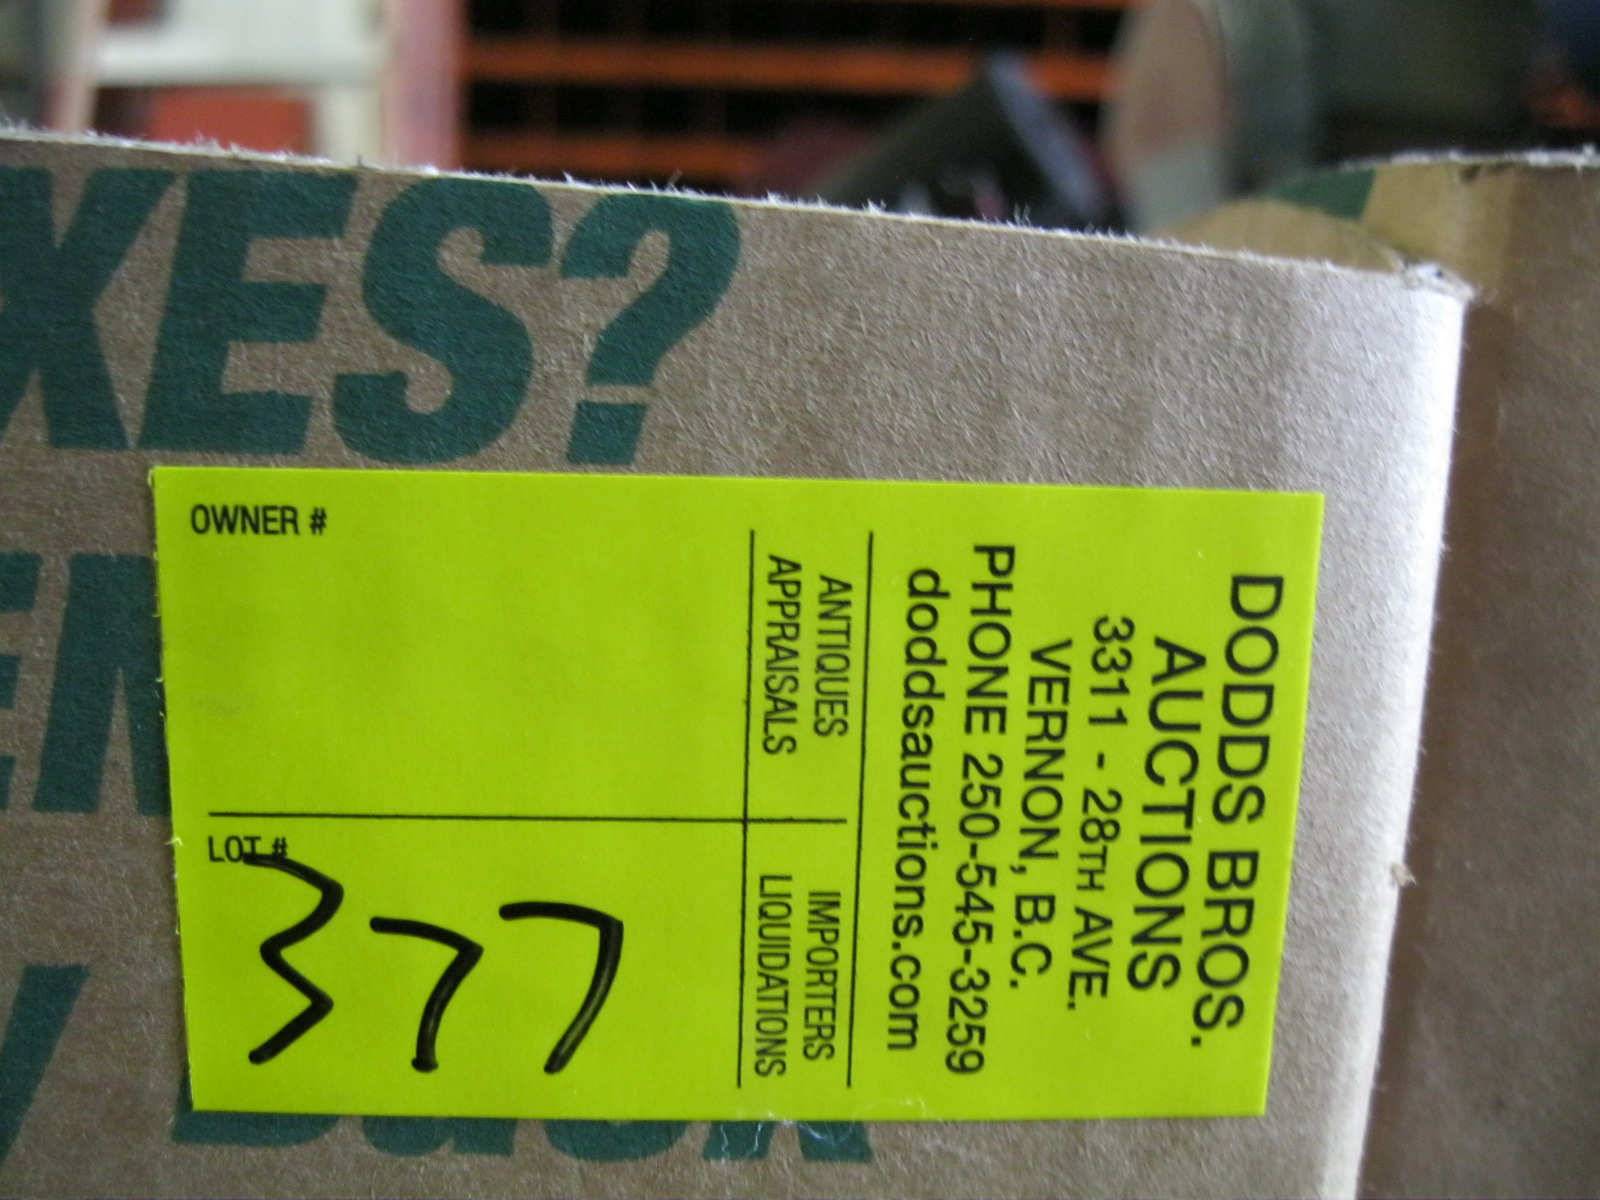 XES?
OWNER #
LOT #
377
ANTIQUES
APPRAISALS
IMPORTERS
LIQUIDATIONS
DODDS BROS.
AUCTIONS
3311 - 28TH AVE.
VERNON, B.C.
PHONE 250-545-3259
doddsauctions.com